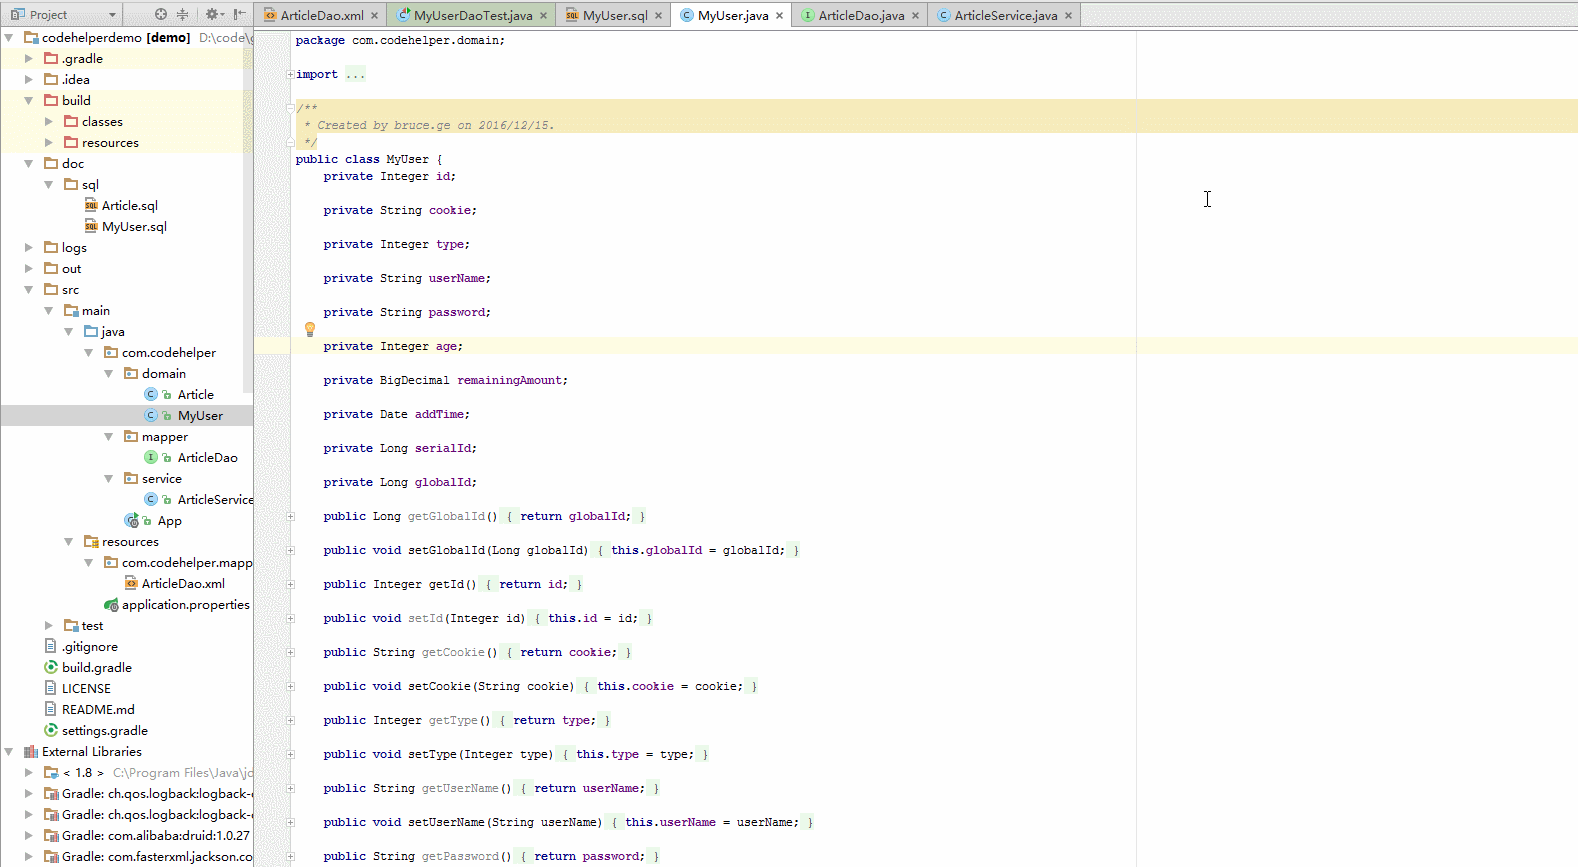 Project
codehelperdemo [demo] D:\code\g
.gradle
.idea
build
classes
resources
doc
sql
Article.sql
MyUser.sql
logs
out
src
main
java
com.codehelper
domain
Article
MyUser
mapper
ArticleDao
service
ArticleService
App
resources
com.codehelper.mapp
ArticleDao.xml
application.properties
test
.gitignore
build.gradle
LICENSE
README.md
settings.gradle
External Libraries
< 1.8 > C:\Program Files\Java\jd
Gradle: ch.qos.logback:logback-c
Gradle: ch.qos.logback:logback-c
Gradle: com.alibaba:druid:1.0.27
Gradle: com.fasterxml.jackson.co
ArticleDao.xml MyUserDaoTest.java MyUser.sql MyUser.java ArticleDao.java ArticleService.java
package com.codehelper.domain;
import ...
/**
* Created by bruce.ge on 2016/12/15.
*/
public class MyUser {
private Integer id;
private String cookie;
private Integer type;
private String userName;
private String password;
private Integer age;
private BigDecimal remainingAmount;
private Date addTime;
private Long serialId;
private Long globalId;
public Long getGlobalId() { return globalId; }
public void setGlobalId(Long globalId) { this.globalId = globalId; }
public Integer getId() { return id; }
public void setId(Integer id) { this.id = id; }
public String getCookie() { return cookie; }
public void setCookie(String cookie) { this.cookie = cookie; }
public Integer getType() { return type; }
public void setType(Integer type) { this.type = type; }
public String getUserName() { return userName; }
public void setUserName(String userName) { this.userName = userName; }
public String getPassword() { return password; }